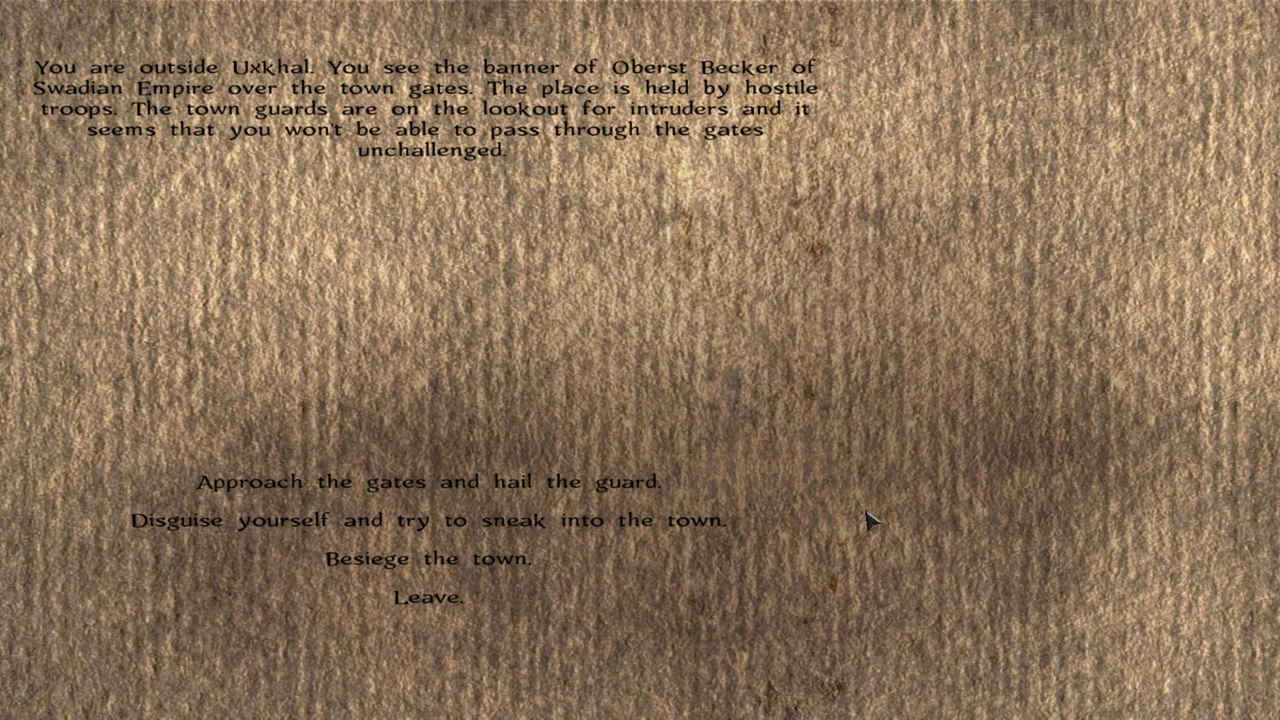 You are outside Uxkhal. You see the banner of Oberst Becker of
Swadian Empire over the town gates. The place is held by hostile
troops. The town guards are on the lookout for intruders and it
seems that you won't be able to pass through the gates
unchallenged.
Approach the gates and hail the guard.
Disguise yourself and try to sneak into the town.
Besiege the town.
Leave.